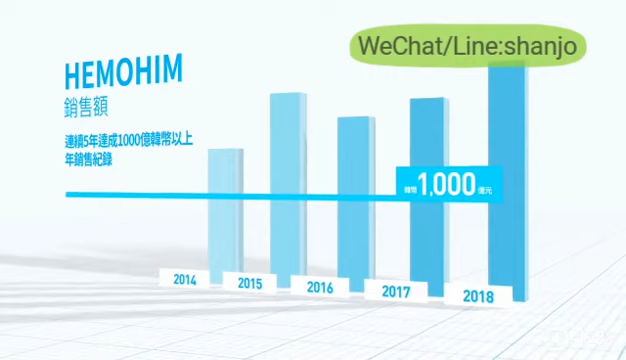 WeChat/Line:shanjo
HEMOHIM
銷售額
連續5年達成1000億韓幣以上
年銷售紀錄
韓幣 1,000 億元
2014
2015
2016
2017
2018